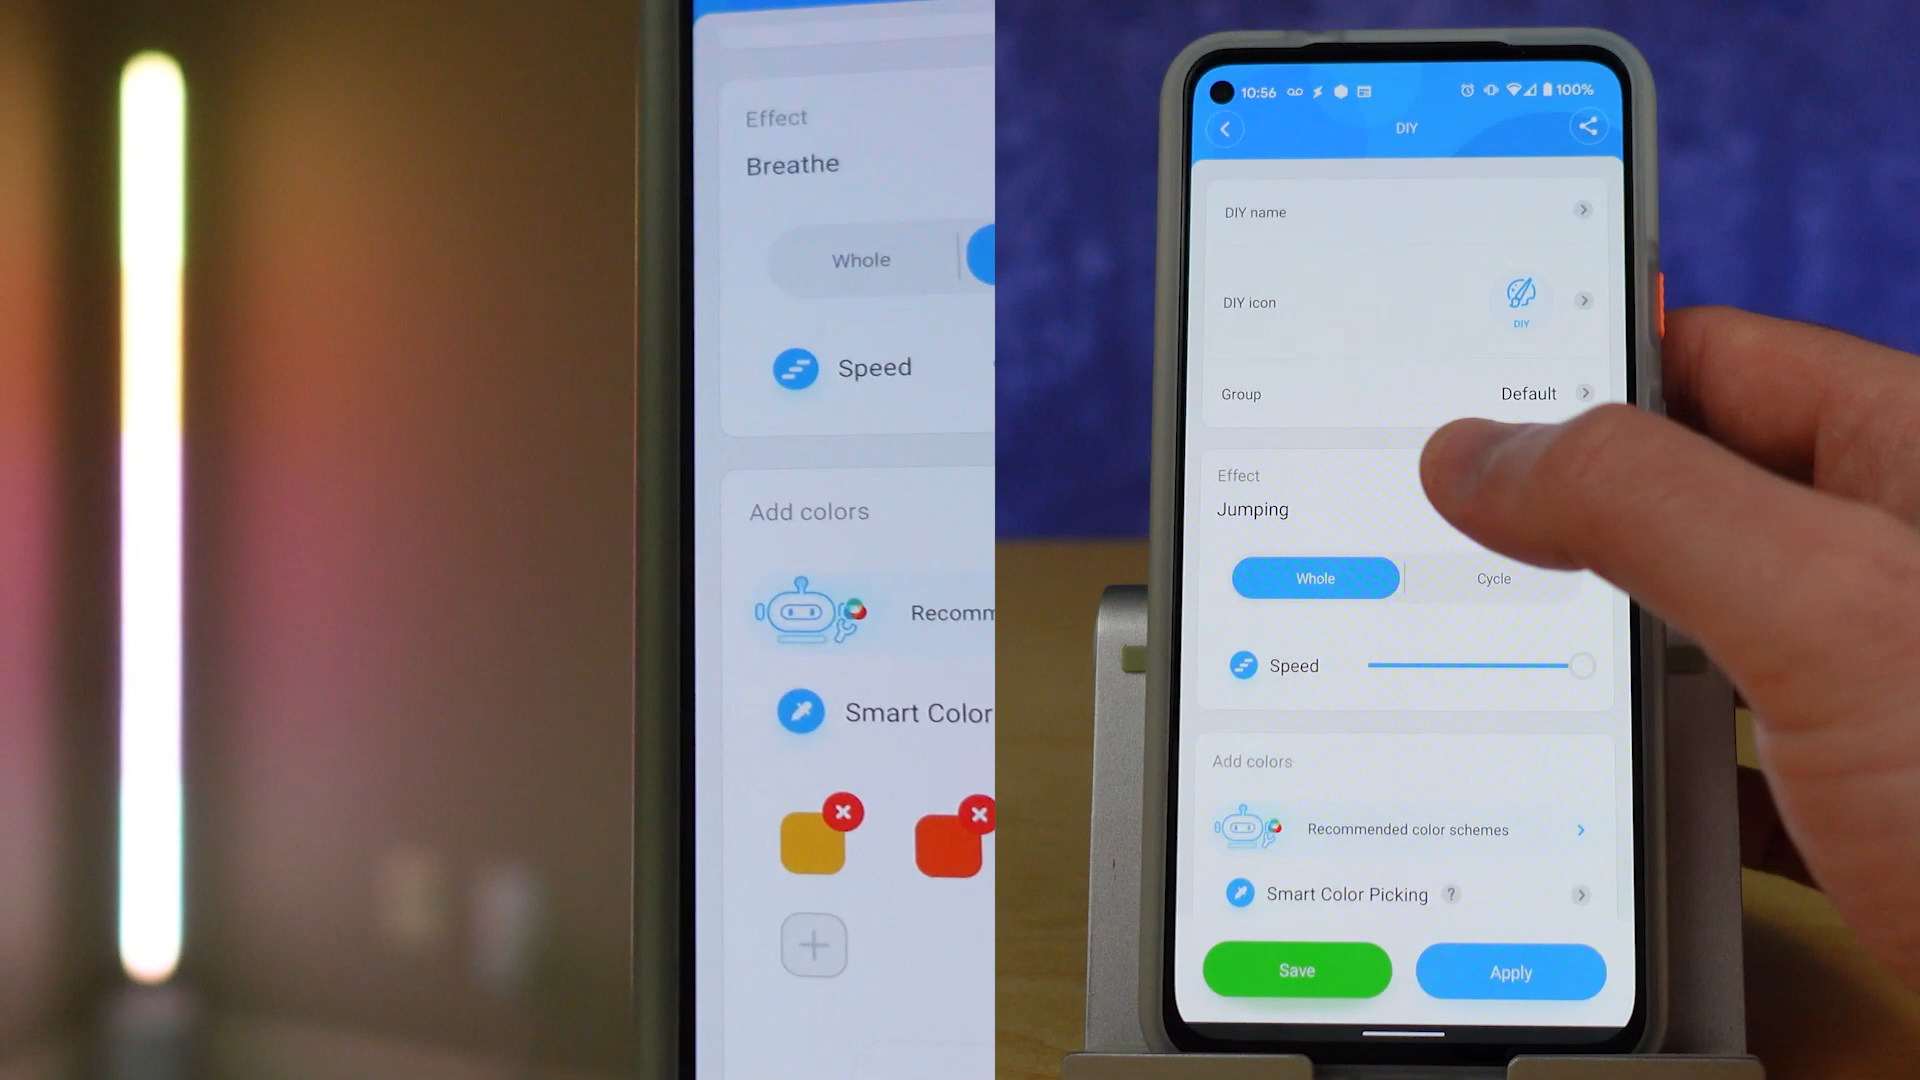 Effect
Breathe
Whole
Speed
Add colors
Recomm
Smart Color
10:56
100%
DIY
DIY name
DIY icon
DIY
Group
Default
Effect
Jumping
Whole
Cycle
Speed
Add colors
Recommended color schemes
Smart Color Picking ?
Save
Apply